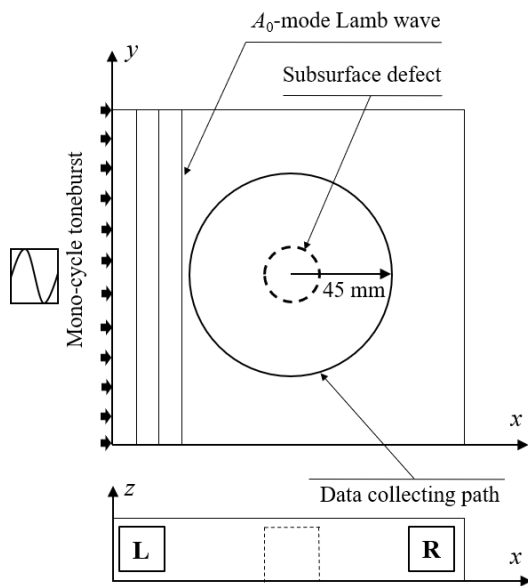 A₀-mode Lamb wave
y
Subsurface defect
Mono-cycle toneburst
45 mm
x
Data collecting path
z
L
R
x